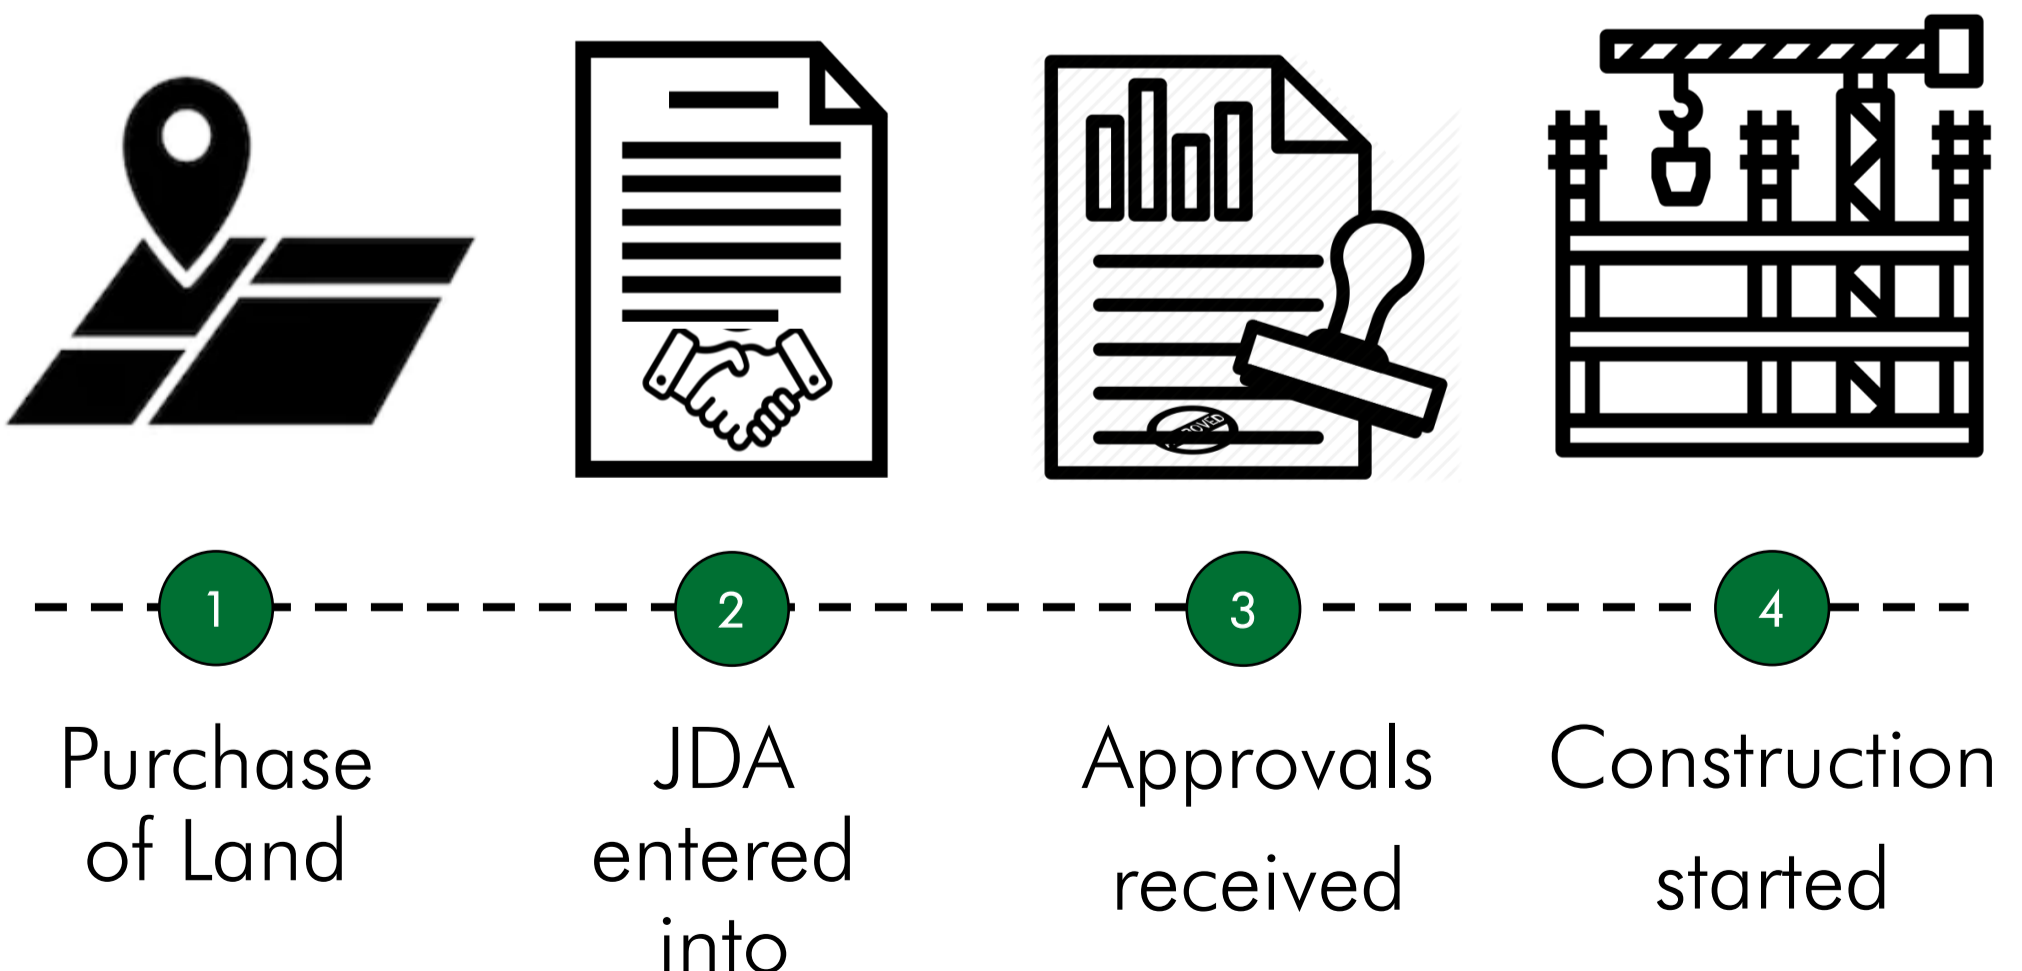 1
2
3
4
Purchase
of Land
JDA
entered
into
Approvals
received
Construction
started